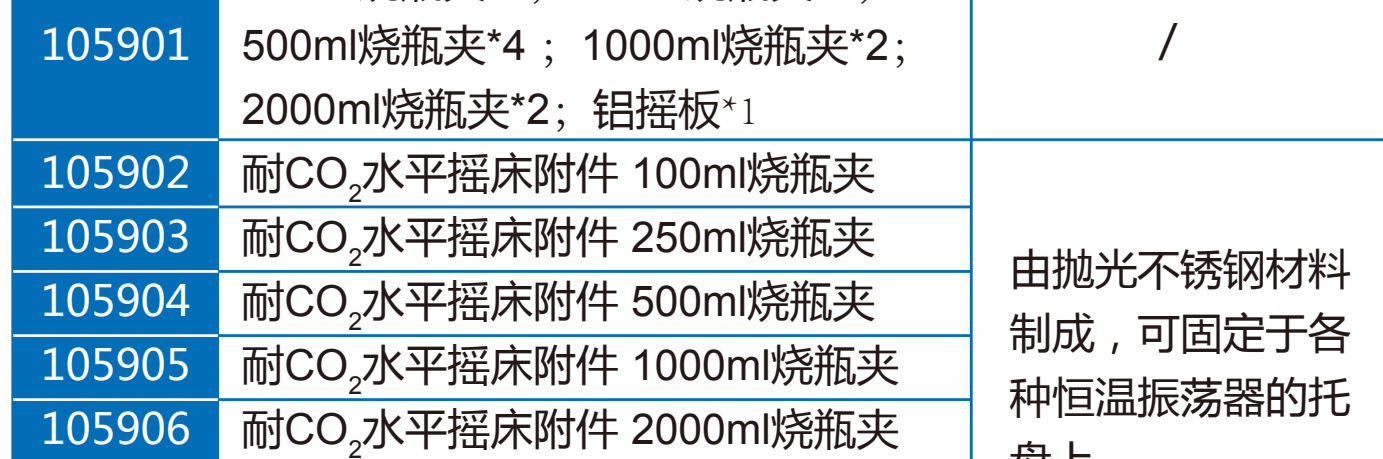 105901
500ml烧瓶夹*4 ；1000ml烧瓶夹*2；
2000ml烧瓶夹*2；铝摇板*1
/
105902 耐CO₂水平摇床附件 100ml烧瓶夹
105903 耐CO₂水平摇床附件 250ml烧瓶夹
105904 耐CO₂水平摇床附件 500ml烧瓶夹
105905 耐CO₂水平摇床附件 1000ml烧瓶夹
105906 耐CO₂水平摇床附件 2000ml烧瓶夹
由抛光不锈钢材料
制成，可固定于各
种恒温振荡器的托
盘上